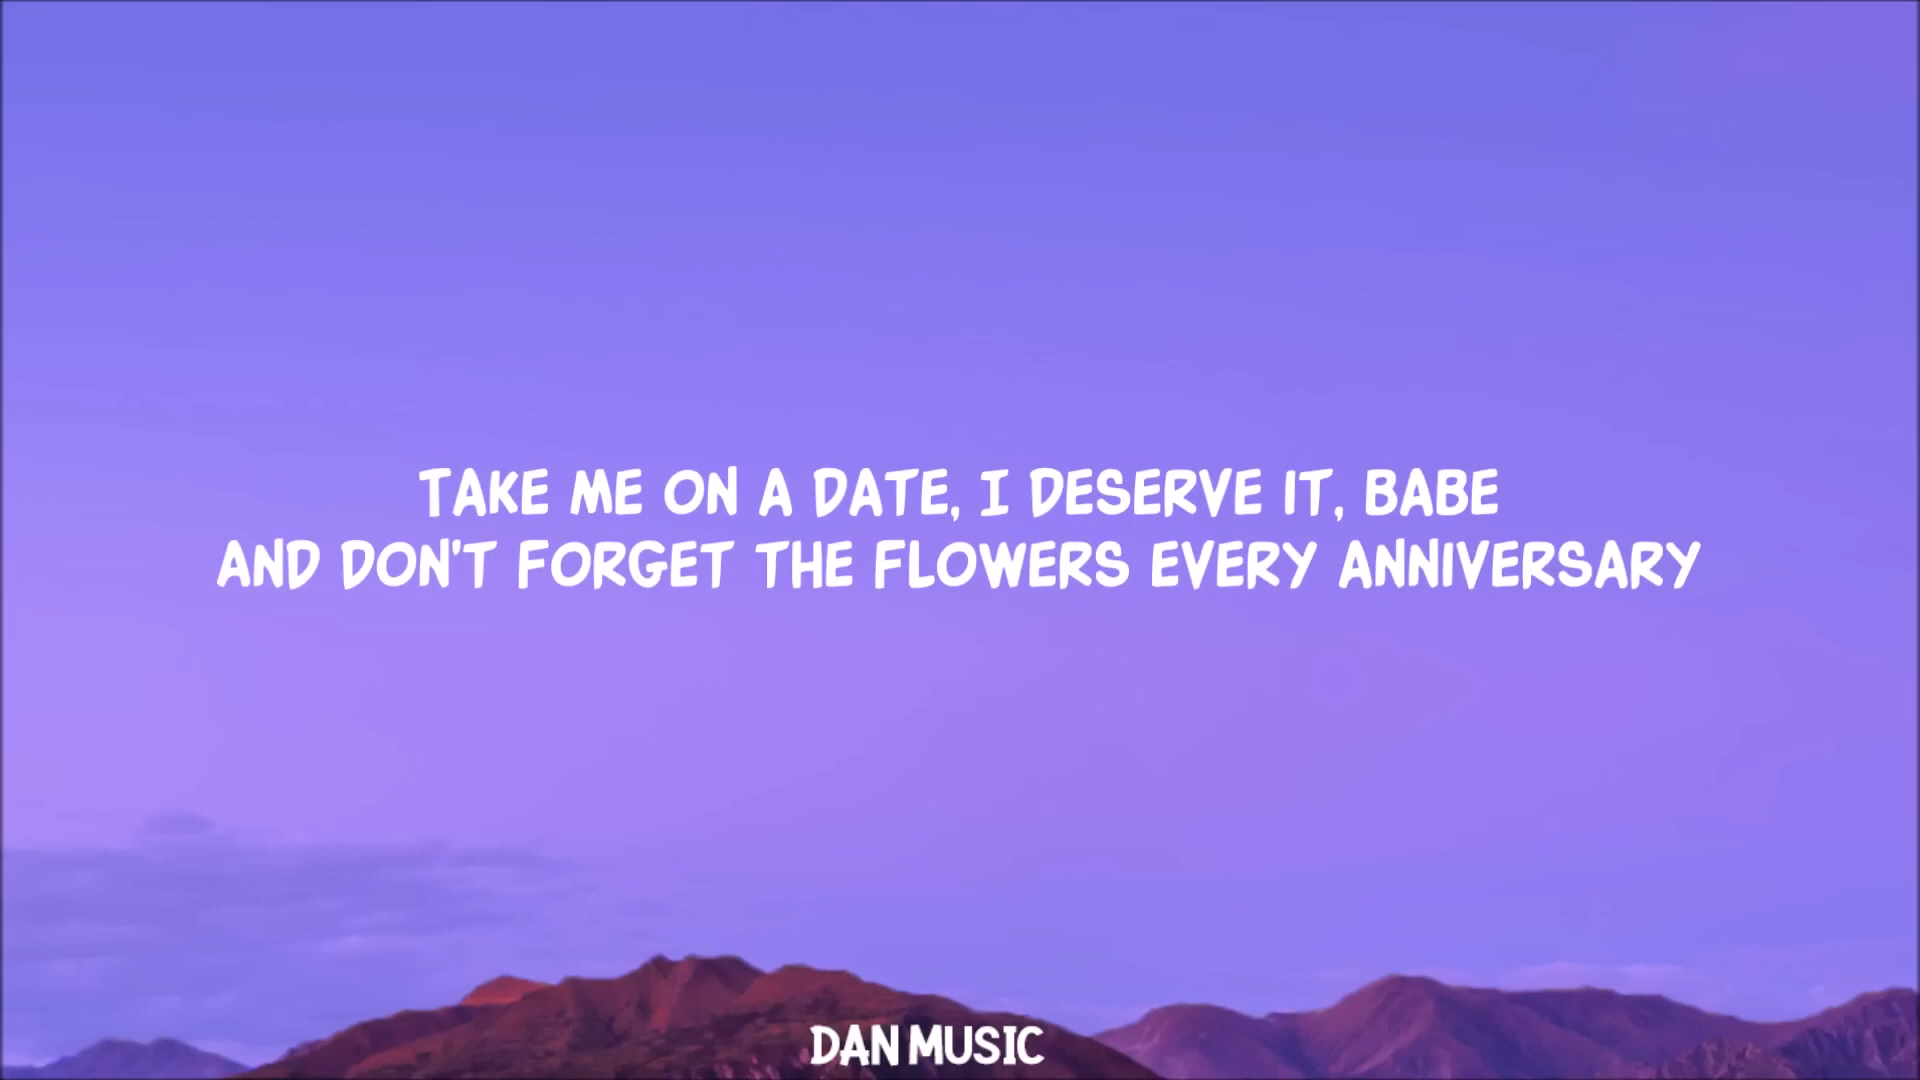 TAKE ME ON A DATE, I DESERVE IT, BABE
AND DON'T FORGET THE FLOWERS EVERY ANNIVERSARY
DAN MUSIC